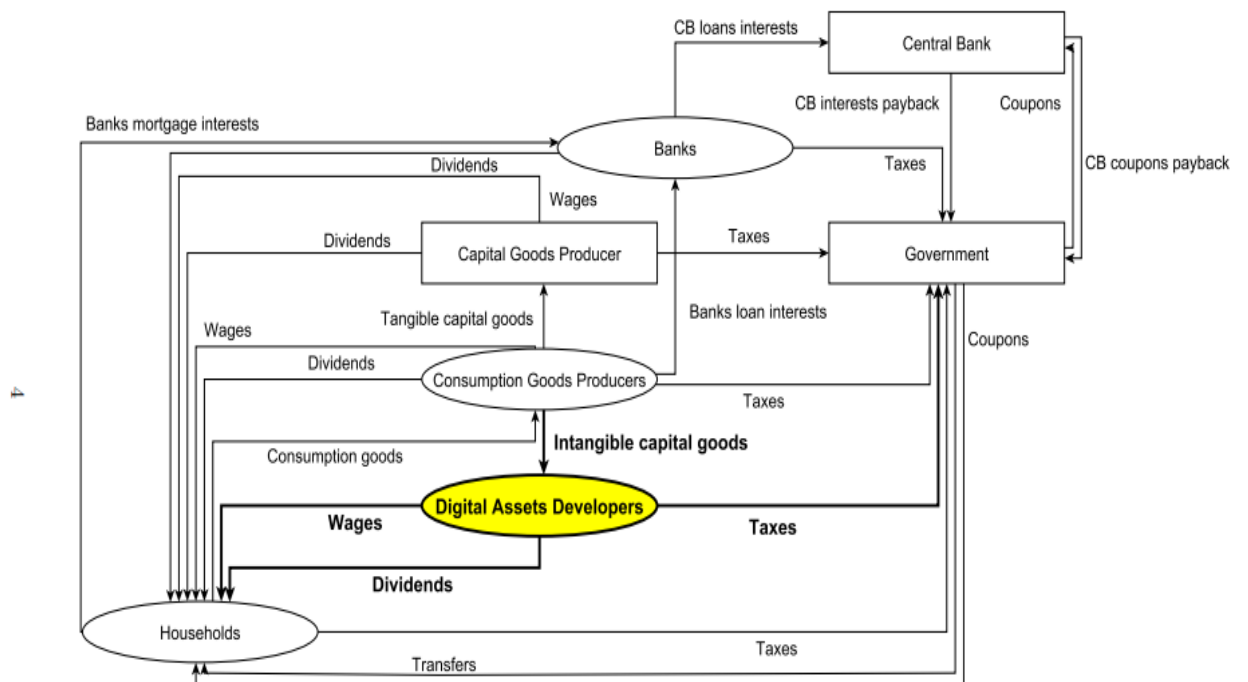 CB loans interests
Central Bank
CB interests payback
Coupons
Banks mortgage interests
Banks
Dividends
Taxes
CB coupons payback
Wages
Dividends
Capital Goods Producer
Taxes
Government
Tangible capital goods
Banks loan interests
Wages
Coupons
Dividends
Consumption Goods Producers
Taxes
4
Intangible capital goods
Consumption goods
Digital Assets Developers
Wages
Taxes
Dividends
Households
Taxes
Transfers